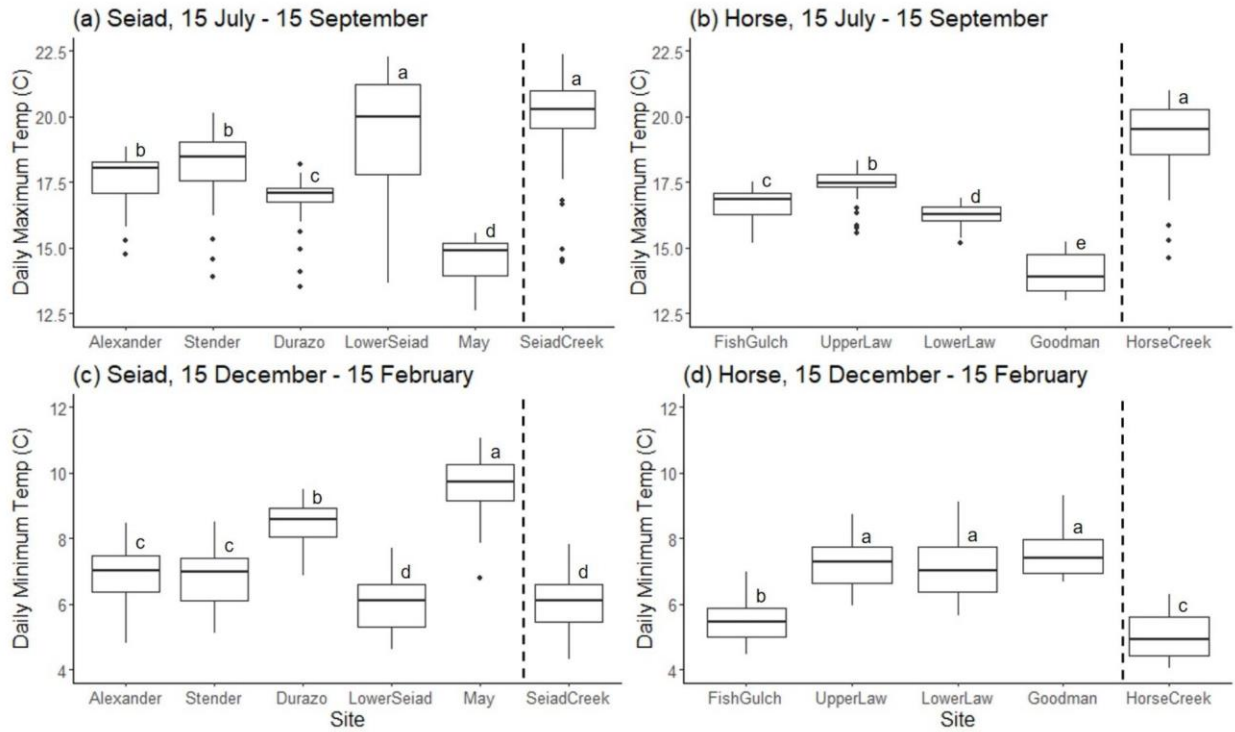 (a) Seiad, 15 July - 15 September
Daily Maximum Temp (C)
22.5
20.0
17.5
15.0
12.5
b
b
c
a
d
a
Alexander Stender Durazo LowerSeiad May SeiadCreek
(b) Horse, 15 July - 15 September
Daily Maximum Temp (C)
22.5
20.0
17.5
15.0
12.5
c
b
d
e
a
FishGulch UpperLaw LowerLaw Goodman HorseCreek
(c) Seiad, 15 December - 15 February
Daily Minimum Temp (C)
12
10
8
6
4
c
c
b
d
a
d
Alexander Stender Durazo LowerSeiad May SeiadCreek
Site
(d) Horse, 15 December - 15 February
Daily Minimum Temp (C)
12
10
8
6
4
b
a
a
a
c
FishGulch UpperLaw LowerLaw Goodman HorseCreek
Site